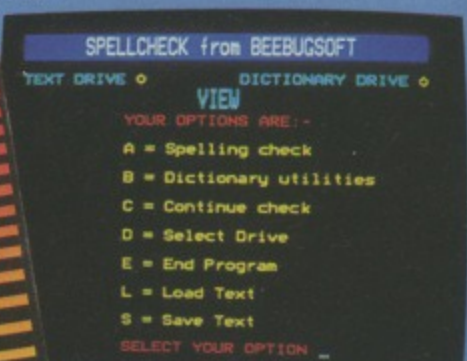 SPELLCHECK from BEEBUGSOFT
TEXT DRIVE 0 DICTIONARY DRIVE 0
VIEW
YOUR OPTIONS ARE:-
A = Spelling check
B = Dictionary utilities
C = Continue check
D = Select Drive
E = End Program
L = Load Text
S = Save Text
SELECT YOUR OPTION _